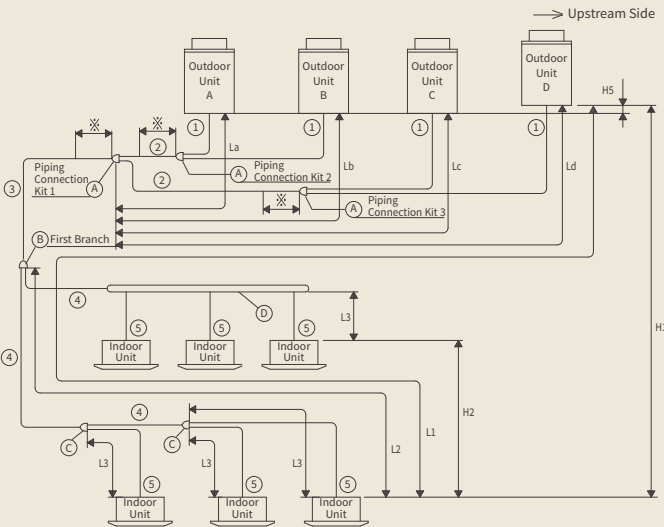 Upstream Side
Outdoor
Unit
A
Outdoor
Unit
B
Outdoor
Unit
C
Outdoor
Unit
D
H5
1
1
1
1
※
※
2
La
Lb
Lc
Ld
Piping
Connection
Kit 1
A
2
A
Piping
Connection Kit 2
3
※
A
Piping
Connection Kit 3
B
First Branch
4
D
L3
5
5
5
Indoor
Unit
Indoor
Unit
Indoor
Unit
4
4
H2
L1
L2
C
C
L3
L3
L3
5
5
5
Indoor
Unit
Indoor
Unit
Indoor
Unit